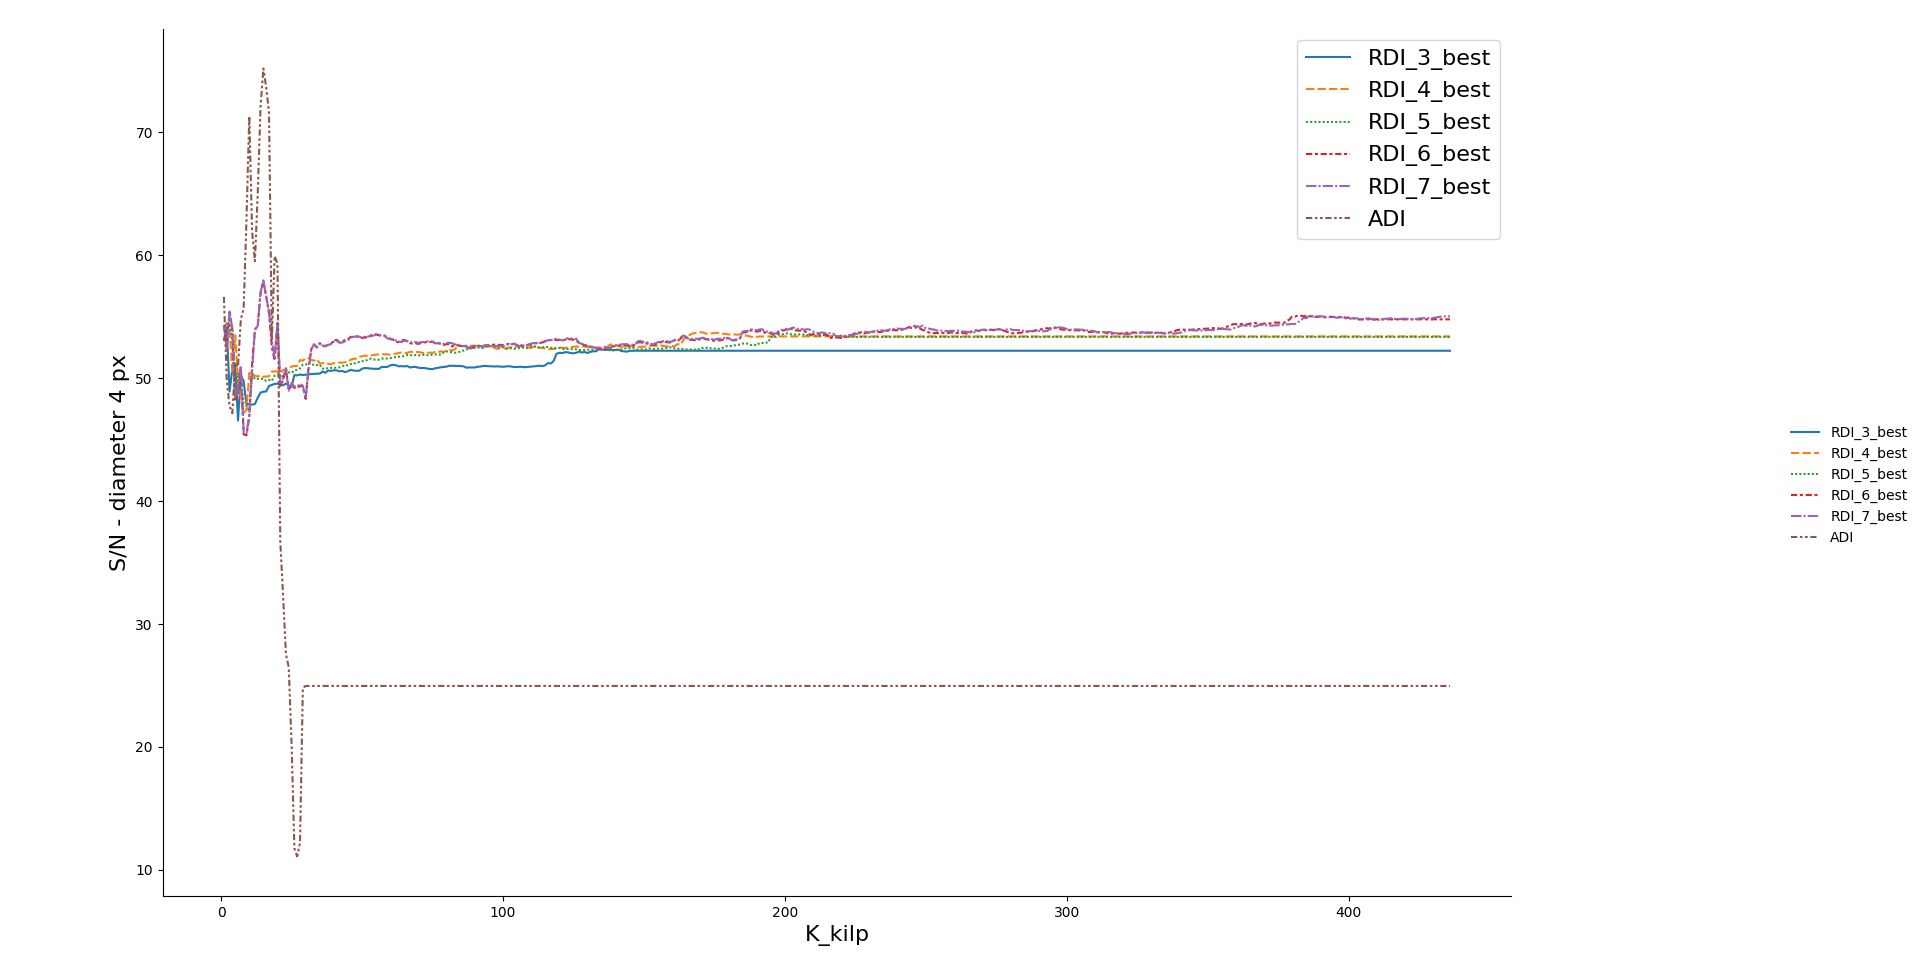 RDI_3_best
RDI_4_best
RDI_5_best
RDI_6_best
RDI_7_best
ADI
70
60
50
40
30
20
10
S/N - diameter 4 px
0 100 200 300 400
K_kilp
RDI_3_best
RDI_4_best
RDI_5_best
RDI_6_best
RDI_7_best
ADI